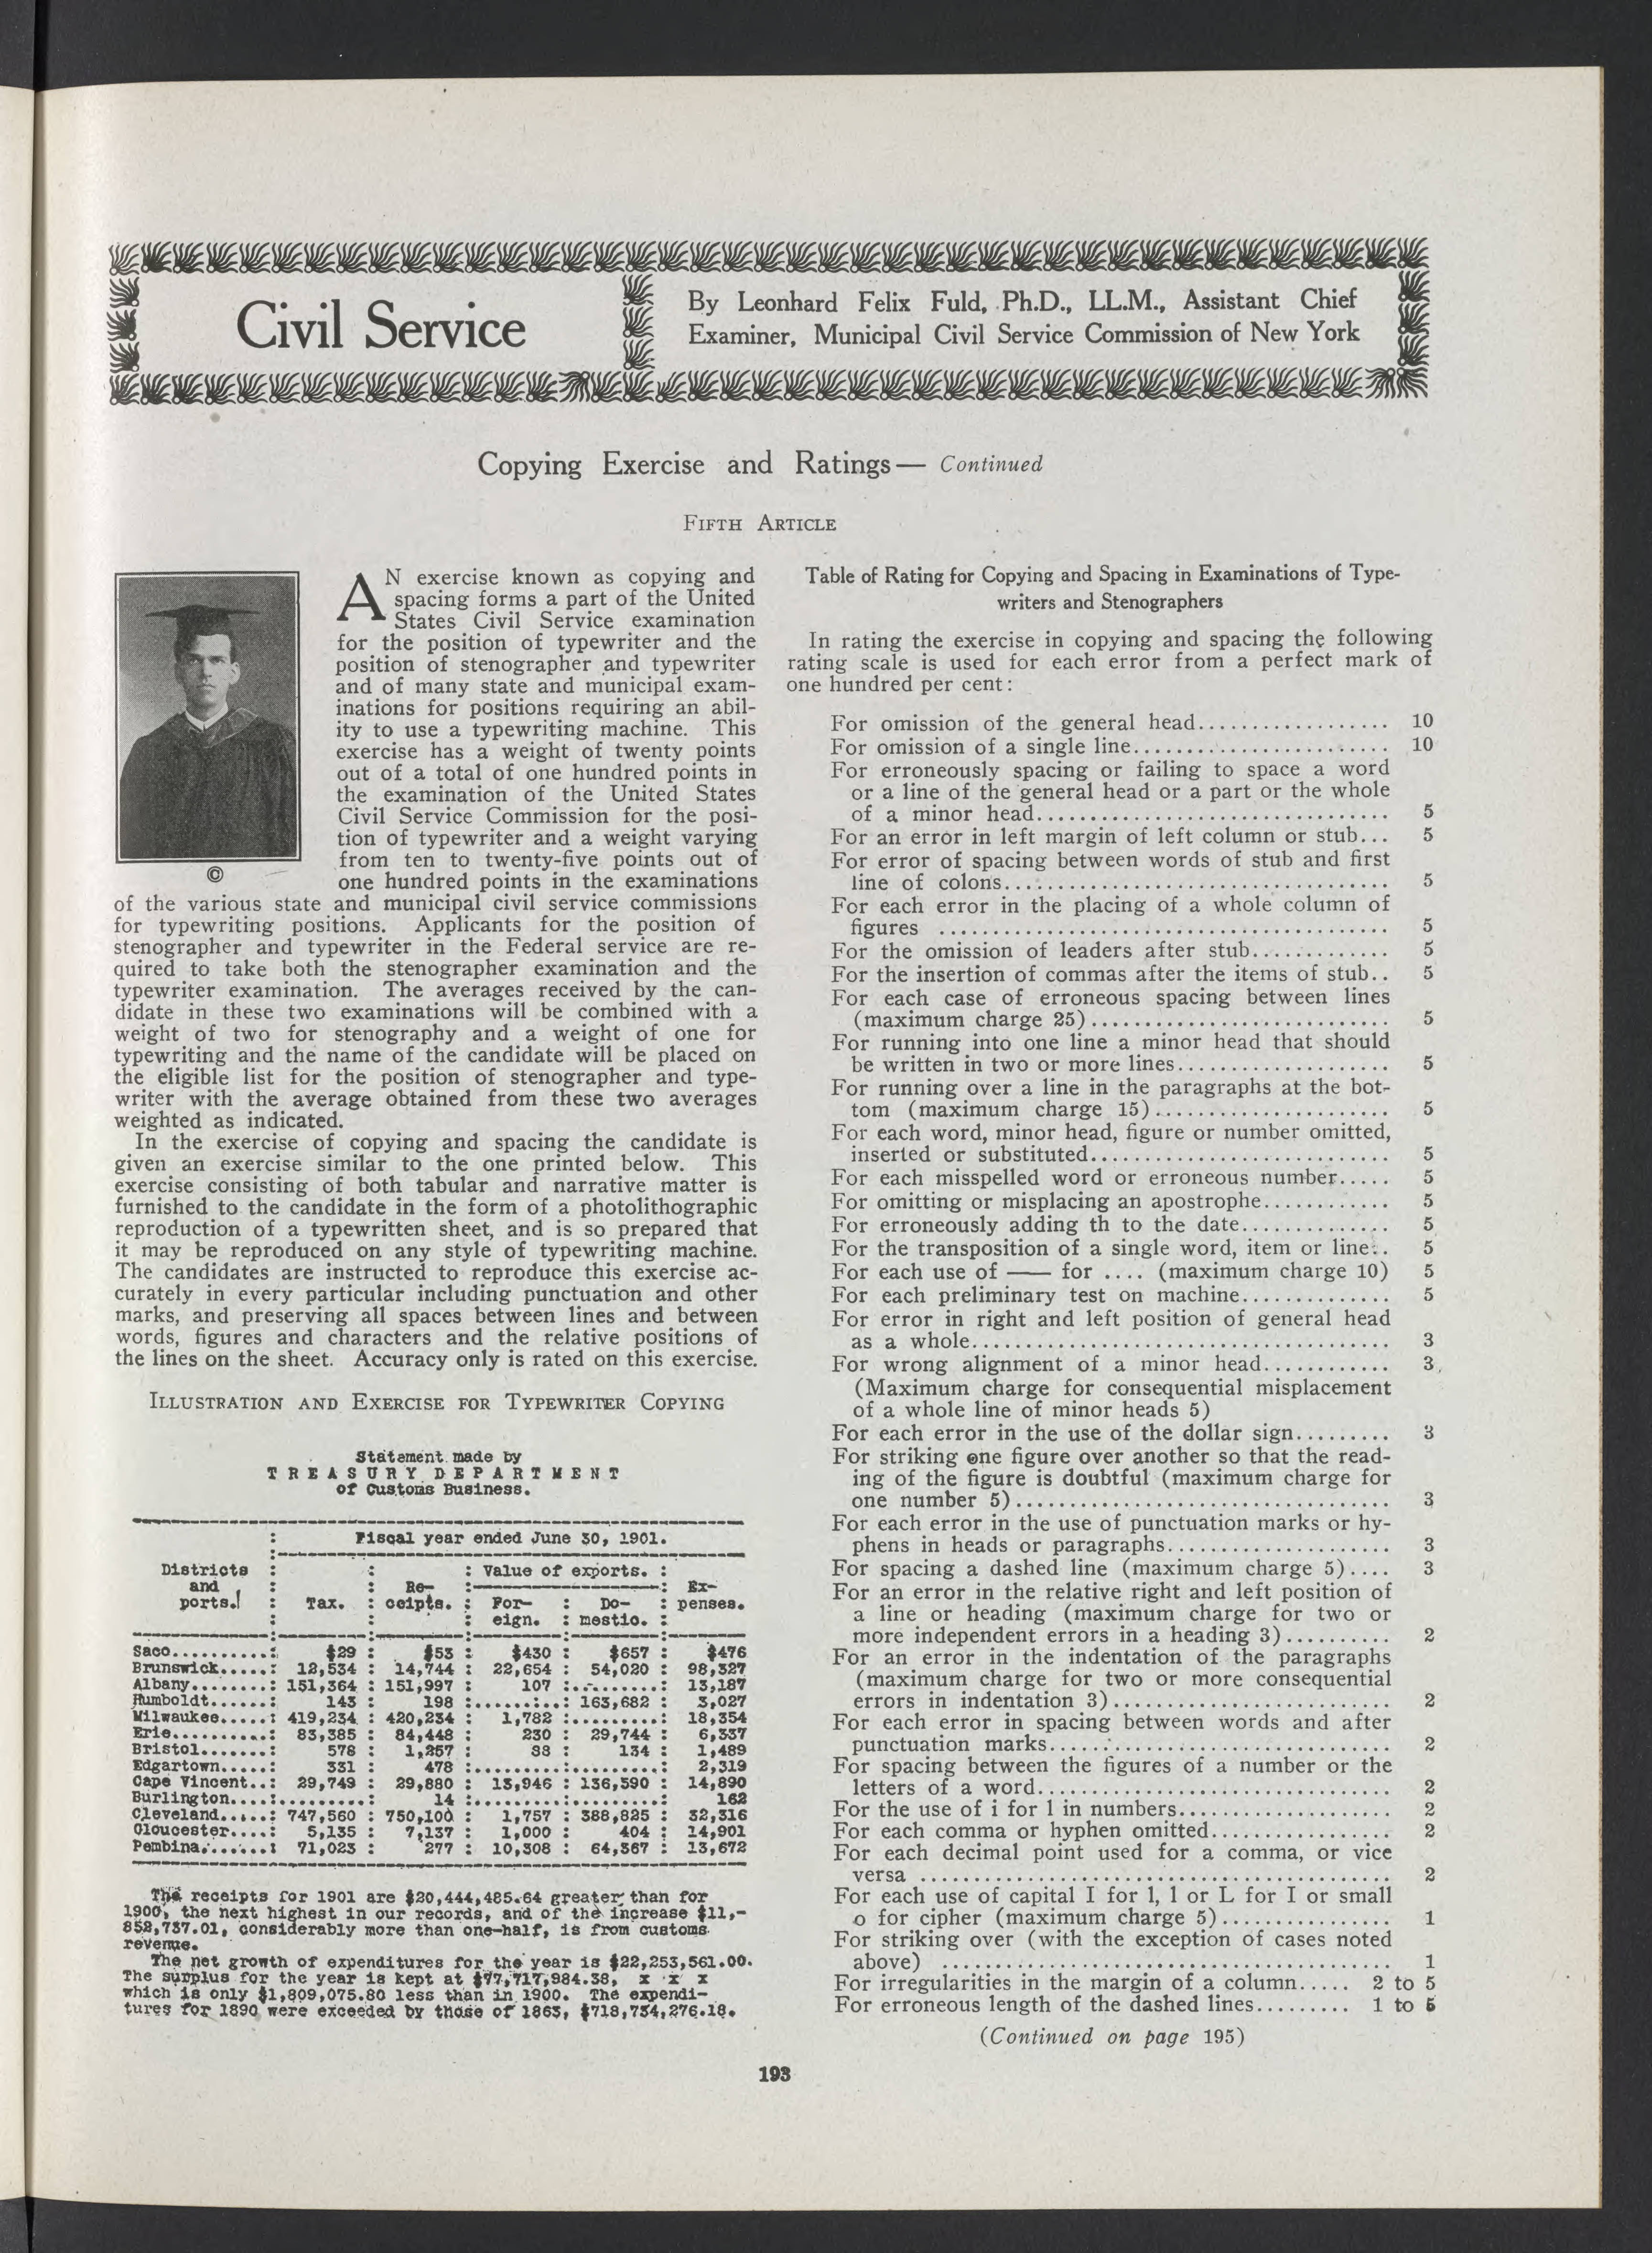 Civil Service
By Leonhard Felix Fuld, Ph.D., LL.M., Assistant Chief
Examiner, Municipal Civil Service Commission of New York
Copying Exercise and Ratings— Continued
FIFTH ARTICLE
AN exercise known as copying and
spacing forms a part of the United
States Civil Service examination
for the position of typewriter and the
position of stenographer and typewriter
and of many state and municipal exam-
inations for positions requiring an abil-
ity to use a typewriting machine. This
exercise has a weight of twenty points
out of a total of one hundred points in
the examination of the United States
Civil Service Commission for the posi-
tion of typewriter and a weight varying
from ten to twenty-five points out of
one hundred points in the examinations
©
of the various state and municipal civil service commissions
for typewriting positions. Applicants for the position of
stenographer and typewriter in the Federal service are re-
quired to take both the stenographer examination and the
typewriter examination. The averages received by the can-
didate in these two examinations will be combined with a
weight of two for stenography and a weight of one for
typewriting and the name of the candidate will be placed on
the eligible list for the position of stenographer and type-
writer with the average obtained from these two averages
weighted as indicated.
In the exercise of copying and spacing the candidate is
given an exercise similar to the one printed below. This
exercise consisting of both tabular and narrative matter is
furnished to the candidate in the form of a photolithographic
reproduction of a typewritten sheet, and is so prepared that
it may be reproduced on any style of typewriting machine.
The candidates are instructed to reproduce this exercise ac-
curately in every particular including punctuation and other
marks, and preserving all spaces between lines and between
words, figures and characters and the relative positions of
the lines on the sheet. Accuracy only is rated on this exercise.
ILLUSTRATION AND EXERCISE FOR TYPEWRITER COPYING
Statement made by
T R E A S U R Y D E P A R T M E N T
of Customs Business.
: Fiscal year ended June 30, 1901.
Districts : : : Value of exports. :
and : : Re- : : Ex-
ports. : Tax. : ceipts. : For- : Do- : penses.
: : : eign. : mestic. :
Saco..........: $29 : $53 : $430 : $657 : $476
Brunswick.....: 12,534 : 14,744 : 22,654 : 54,020 : 98,327
Albany........: 151,364 : 151,997 : 107 :.........: 13,187
Humboldt......: 143 : 198 :.........: 163,682 : 3,027
Milwaukee.....: 419,234 : 420,234 : 1,782 :.........: 18,354
Erie..........: 83,385 : 84,448 : 230 : 29,744 : 6,337
Bristol.......: 578 : 1,257 : 38 : 134 : 1,489
Edgartown.....: 331 : 478 :.........:.........: 2,319
Cape Vincent..: 29,749 : 29,880 : 13,946 : 136,590 : 14,890
Burlington....:.........: 14 :.........:.........: 162
Cleveland.....: 747,560 : 750,100 : 1,757 : 388,825 : 32,316
Gloucester....: 5,135 : 7,137 : 1,000 : 404 : 14,901
Pembina.......: 71,023 : 277 : 10,308 : 64,367 : 13,672
The receipts for 1901 are $20,444,485.64 greater than for
1900, the next highest in our records, and of the increase $11,-
852,737.01, considerably more than one-half, is from customs
revenue.
The net growth of expenditures for the year is $22,253,561.00.
The surplus for the year is kept at $77,717,984.38, x x x
which is only $1,809,075.80 less than in 1900. The expendi-
tures for 1890 were exceeded by those of 1863, $718,734,276.18.
Table of Rating for Copying and Spacing in Examinations of Type-
writers and Stenographers
In rating the exercise in copying and spacing the following
rating scale is used for each error from a perfect mark of
one hundred per cent:
For omission of the general head.................. 10
For omission of a single line........................ 10
For erroneously spacing or failing to space a word
or a line of the general head or a part or the whole
of a minor head................................. 5
For an error in left margin of left column or stub... 5
For error of spacing between words of stub and first
line of colons.................................... 5
For each error in the placing of a whole column of
figures .......................................... 5
For the omission of leaders after stub............. 5
For the insertion of commas after the items of stub.. 5
For each case of erroneous spacing between lines
(maximum charge 25)............................ 5
For running into one line a minor head that should
be written in two or more lines.................... 5
For running over a line in the paragraphs at the bot-
tom (maximum charge 15)...................... 5
For each word, minor head, figure or number omitted,
inserted or substituted............................ 5
For each misspelled word or erroneous number..... 5
For omitting or misplacing an apostrophe............ 5
For erroneously adding th to the date.............. 5
For the transposition of a single word, item or line.. 5
For each use of —— for .... (maximum charge 10) 5
For each preliminary test on machine.............. 5
For error in right and left position of general head
as a whole....................................... 3
For wrong alignment of a minor head............ 3
(Maximum charge for consequential misplacement
of a whole line of minor heads 5)
For each error in the use of the dollar sign......... 3
For striking one figure over another so that the read-
ing of the figure is doubtful (maximum charge for
one number 5)................................... 3
For each error in the use of punctuation marks or hy-
phens in heads or paragraphs..................... 3
For spacing a dashed line (maximum charge 5).... 3
For an error in the relative right and left position of
a line or heading (maximum charge for two or
more independent errors in a heading 3).......... 2
For an error in the indentation of the paragraphs
(maximum charge for two or more consequential
errors in indentation 3).......................... 2
For each error in spacing between words and after
punctuation marks................................ 2
For spacing between the figures of a number or the
letters of a word................................. 2
For the use of i for l in numbers.................... 2
For each comma or hyphen omitted................. 2
For each decimal point used for a comma, or vice
versa ............................................ 2
For each use of capital I for 1, l or L for I or small
o for cipher (maximum charge 5)................ 1
For striking over (with the exception of cases noted
above) .......................................... 1
For irregularities in the margin of a column..... 2 to 5
For erroneous length of the dashed lines......... 1 to 5
(Continued on page 195)
193